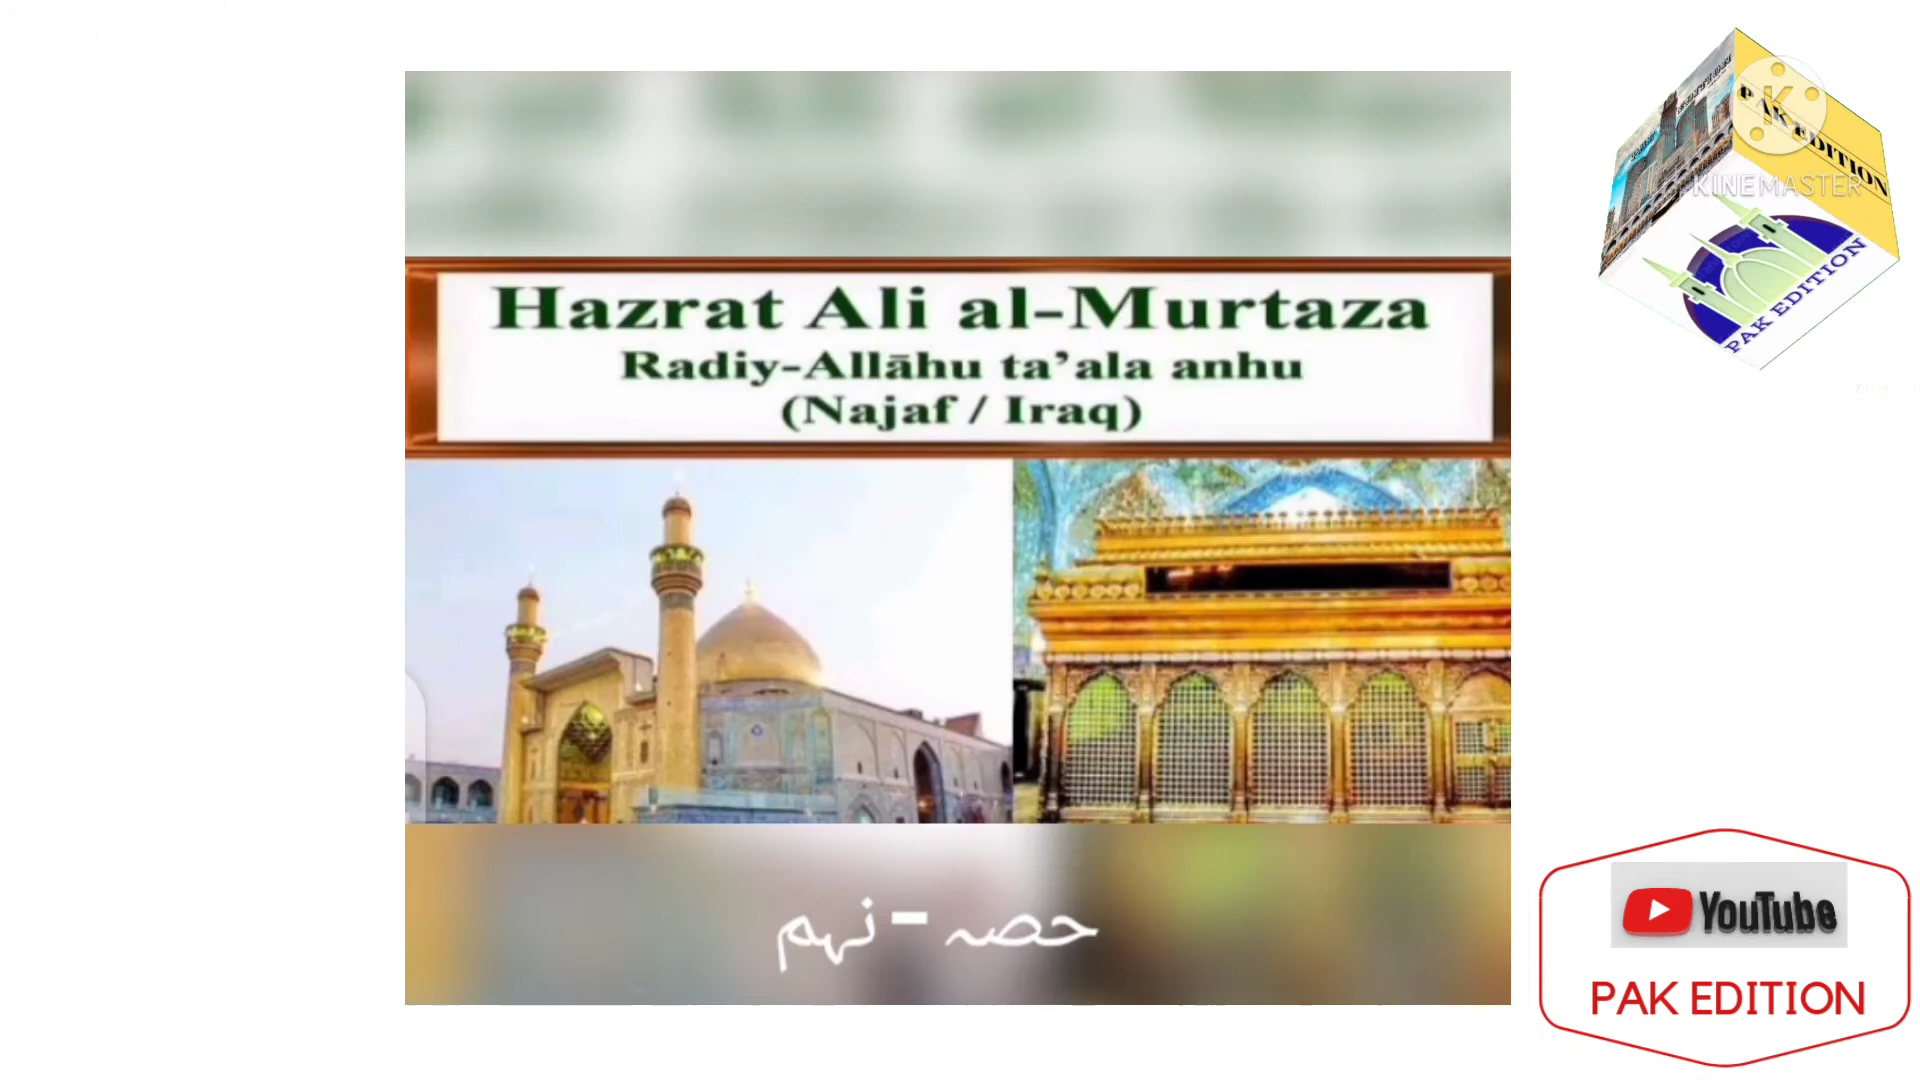 Hazrat Ali al-Murtaza
Radiy-Allāhu ta’ala anhu
(Najaf / Iraq)
حصہ - نہم
PAK EDITION
KINEMASTER
PAK EDITION
YouTube
PAK EDITION